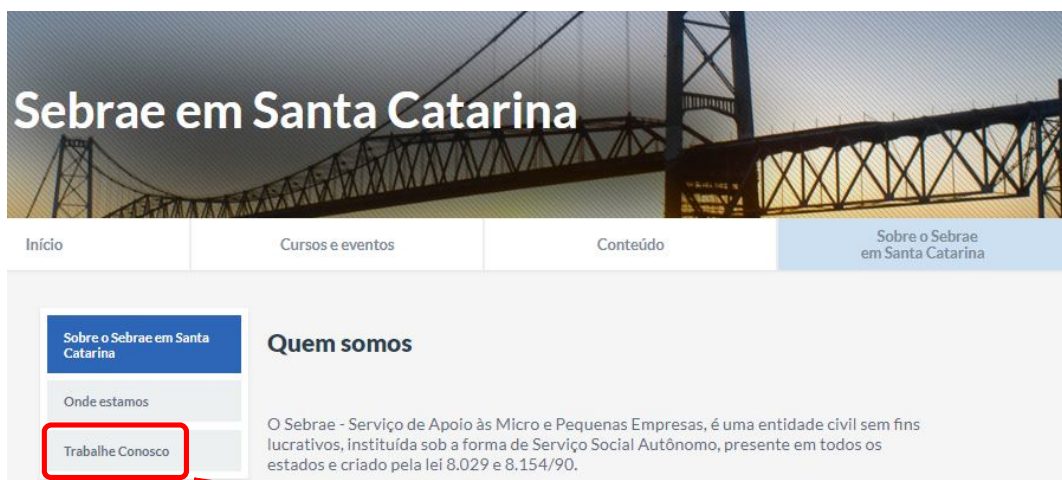 Sebrae em Santa Catarina
Início
Cursos e eventos
Conteúdo
Sobre o Sebrae
em Santa Catarina
Sobre o Sebrae em Santa
Catarina
Onde estamos
Trabalhe Conosco
Quem somos
O Sebrae - Serviço de Apoio às Micro e Pequenas Empresas, é uma entidade civil sem fins
lucrativos, instituída sob a forma de Serviço Social Autônomo, presente em todos os
estados e criado pela lei 8.029 e 8.154/90.